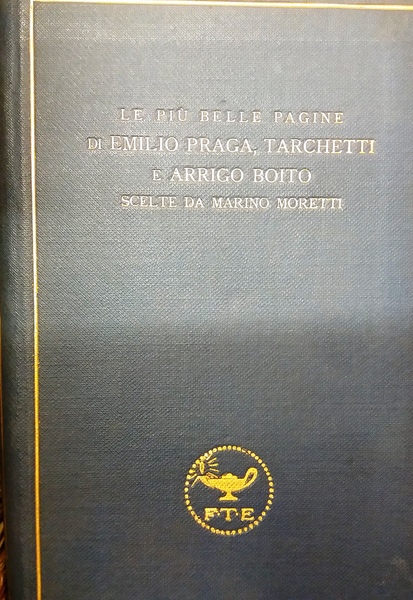 LE PIÙ BELLE PAGINE
DI EMILIO PRAGA, TARCHETTI
E ARRIGO BOITO
SCELTE DA MARINO MORETTI
F·T·E